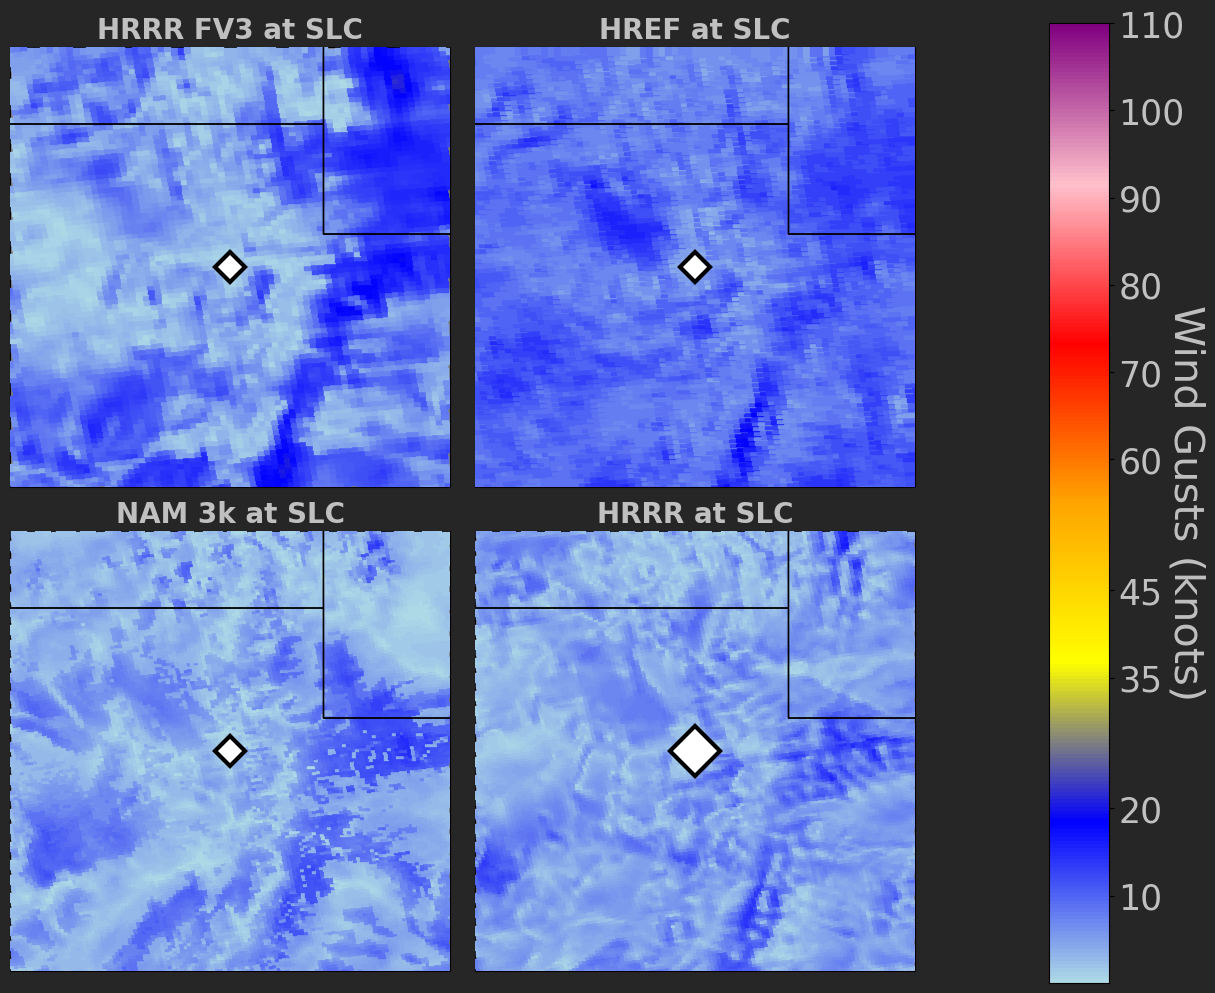 HRRR FV3 at SLC
HREF at SLC
NAM 3k at SLC
HRRR at SLC
110
100
90
80
70
60
45
35
20
10
Wind Gusts (knots)